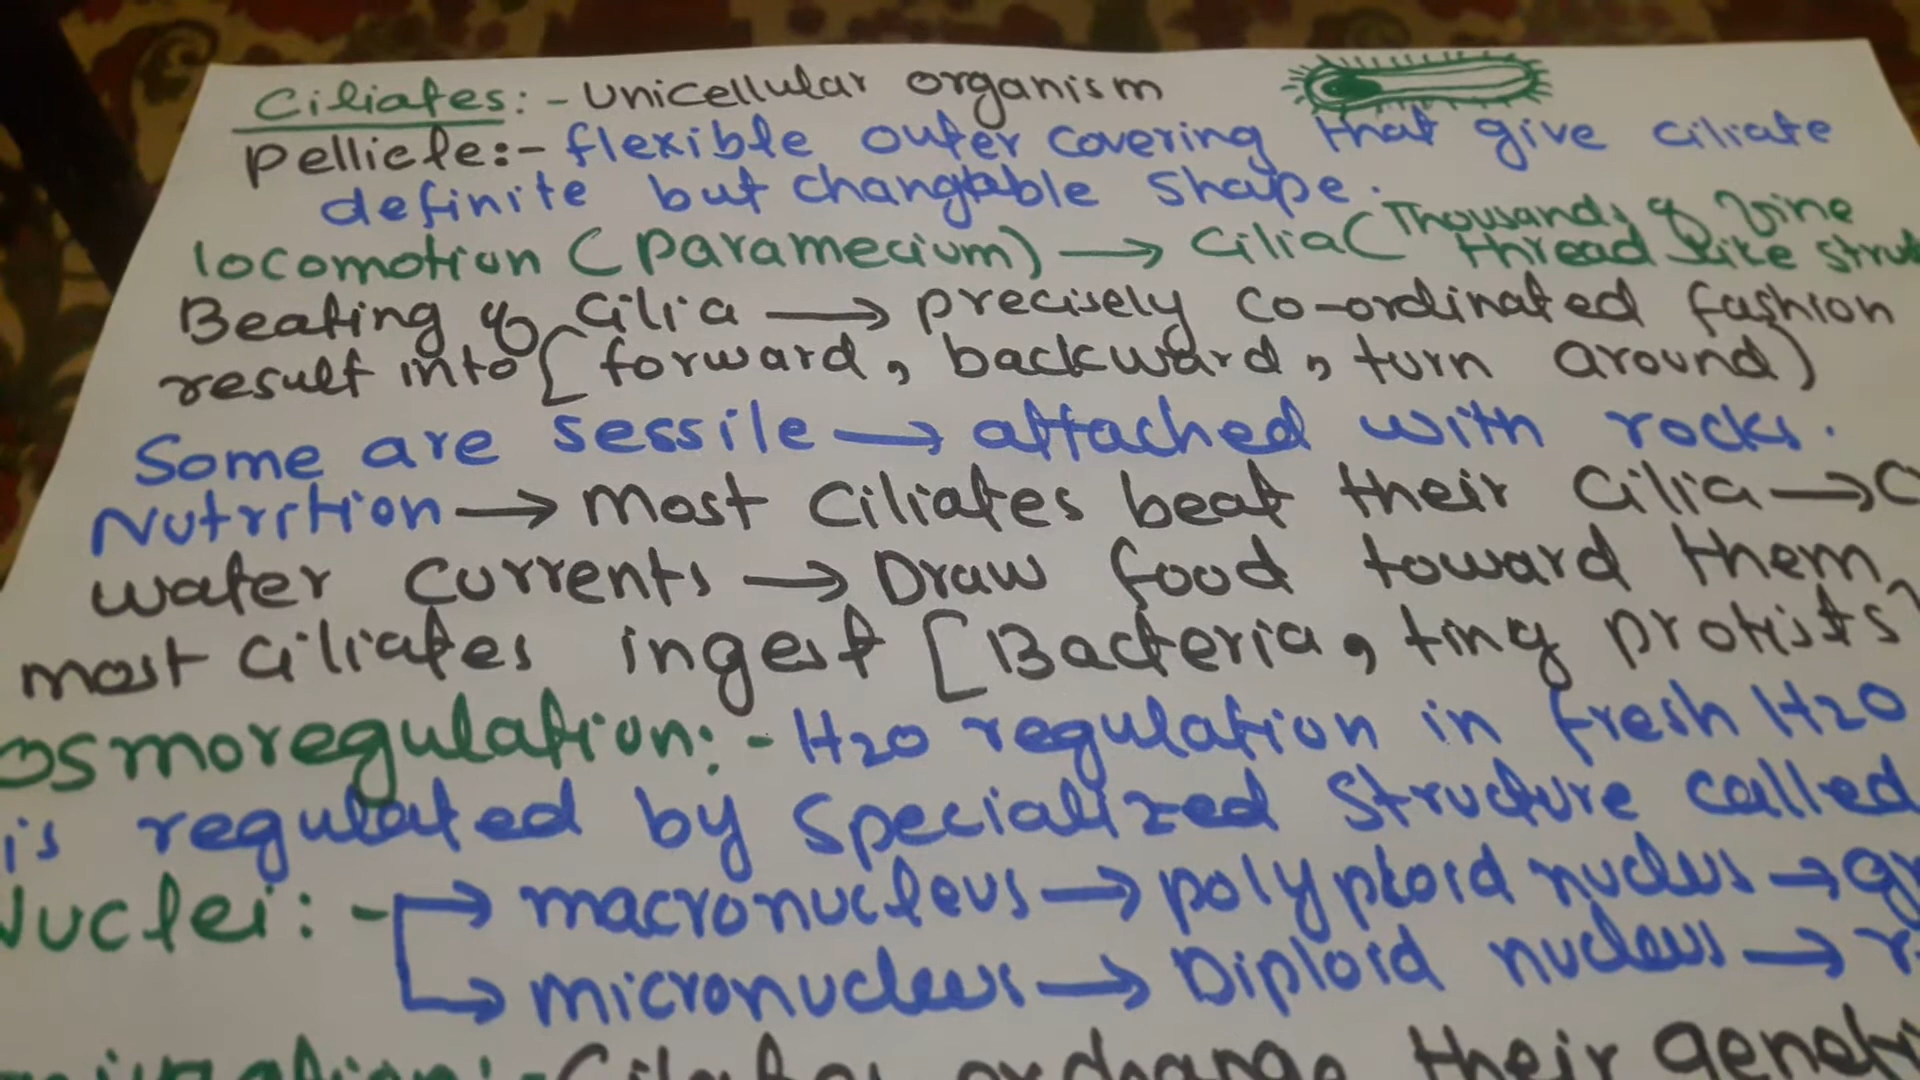 Ciliates:- Unicellular organism
Pellicle:- flexible outer covering that give ciliate
definite but changable shape.
locomotion (Paramecium) → Cilia( Thousands of fine
thread like
Beating of Cilia → precisely co-ordinated fashion
result into [forward, backward, turn around)
Some are sessile → attached with rocks.
Nutrition → most ciliates beat their Cilia →
water currents → Draw food toward them
most ciliates ingest [Bacteria, tiny protists
osmoregulation:- H2O regulation in fresh H2O
is regulated by specialized structure called
Nuclei:- → macronucleus → polyploid nucleus →
→ micronucleus → Diploid nucleus →
:- Ciliates exchange their